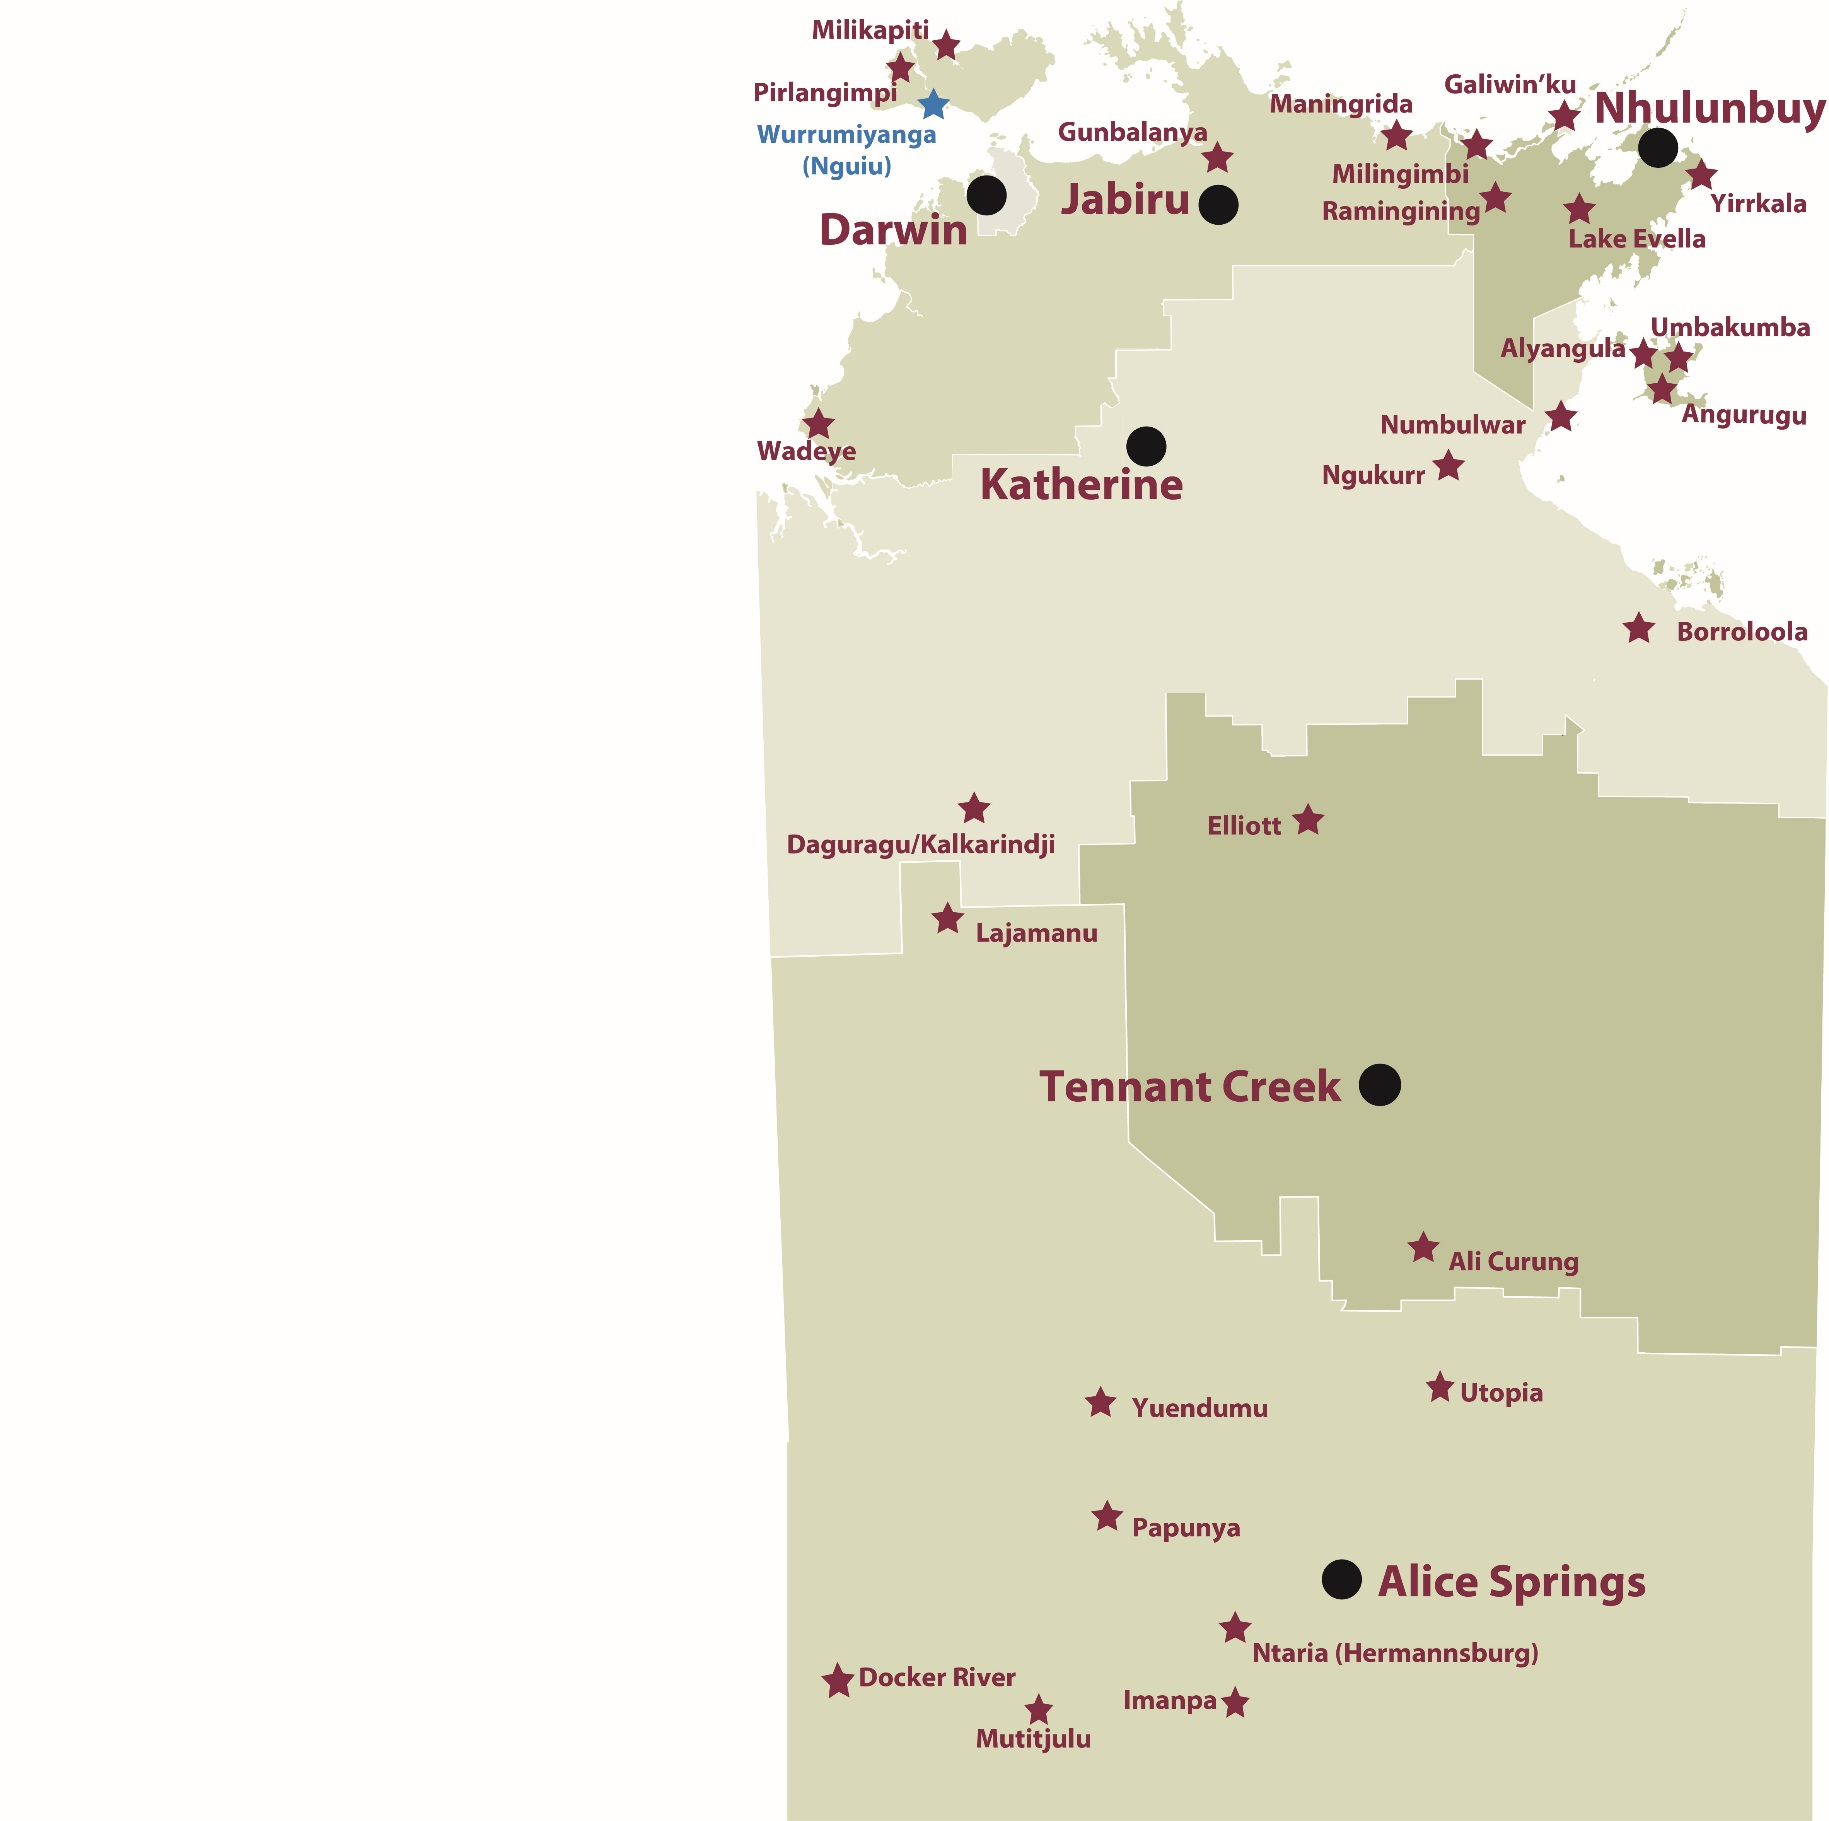 Milikapiti
Pirlangimpi
Wurrumiyanga
(Nguiu)
Darwin
Gunbalanya
Jabiru
Maningrida
Galiwin’ku
Nhulunbuy
Milingimbi
Ramingining
Yirrkala
Lake Evella
Umbakumba
Alyangula
Angurugu
Numbulwar
Ngukurr
Wadeye
Katherine
Borroloola
Daguragu/Kalkarindji
Elliott
Lajamanu
Tennant Creek
Ali Curung
Utopia
Yuendumu
Papunya
Alice Springs
Ntaria (Hermannsburg)
Docker River
Imanpa
Mutitjulu